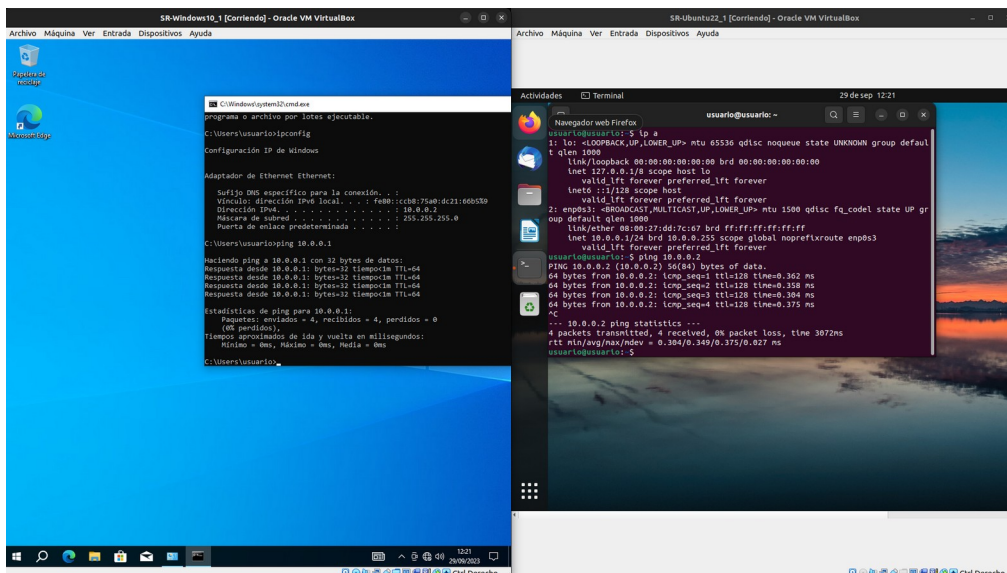 SR-Windows10_1 [Corriendo] - Oracle VM VirtualBox
Archivo Máquina Ver Entrada Dispositivos Ayuda
Papelera de
reciclaje
Microsoft Edge
C:\Windows\system32\cmd.exe
programa o archivo por lotes ejecutable.
C:\Users\usuario>ipconfig
Configuración IP de Windows
Adaptador de Ethernet Ethernet:
Sufijo DNS específico para la conexión. . :
Vínculo: dirección IPv6 local. . . : fe80::ccb8:75a0:dc21:66b5%9
Dirección IPv4. . . . . . . . . . . . . . : 10.0.0.2
Máscara de subred . . . . . . . . . . . . : 255.255.255.0
Puerta de enlace predeterminada . . . . . :
C:\Users\usuario>ping 10.0.0.1
Haciendo ping a 10.0.0.1 con 32 bytes de datos:
Respuesta desde 10.0.0.1: bytes=32 tiempo<1m TTL=64
Respuesta desde 10.0.0.1: bytes=32 tiempo<1m TTL=64
Respuesta desde 10.0.0.1: bytes=32 tiempo<1m TTL=64
Respuesta desde 10.0.0.1: bytes=32 tiempo<1m TTL=64
Estadísticas de ping para 10.0.0.1:
Paquetes: enviados = 4, recibidos = 4, perdidos = 0
(0% perdidos),
Tiempos aproximados de ida y vuelta en milisegundos:
Mínimo = 0ms, Máximo = 0ms, Media = 0ms
C:\Users\usuario>
12:21
29/09/2023
Ctrl Derecho
SR-Ubuntu22_1 [Corriendo] - Oracle VM VirtualBox
Archivo Máquina Ver Entrada Dispositivos Ayuda
Actividades Terminal 29 de sep 12:21
usuario@usuario: ~
Navegador web Firefox
usuario@usuario:~$ ip a
1: lo: <LOOPBACK,UP,LOWER_UP> mtu 65536 qdisc noqueue state UNKNOWN group defaul
t qlen 1000
link/loopback 00:00:00:00:00:00 brd 00:00:00:00:00:00
inet 127.0.0.1/8 scope host lo
valid_lft forever preferred_lft forever
inet6 ::1/128 scope host
valid_lft forever preferred_lft forever
2: enp0s3: <BROADCAST,MULTICAST,UP,LOWER_UP> mtu 1500 qdisc fq_codel state UP gr
oup default qlen 1000
link/ether 08:00:27:dd:7c:67 brd ff:ff:ff:ff:ff:ff
inet 10.0.0.1/24 brd 10.0.0.255 scope global noprefixroute enp0s3
valid_lft forever preferred_lft forever
usuario@usuario:~$ ping 10.0.0.2
PING 10.0.0.2 (10.0.0.2) 56(84) bytes of data.
64 bytes from 10.0.0.2: icmp_seq=1 ttl=128 time=0.362 ms
64 bytes from 10.0.0.2: icmp_seq=2 ttl=128 time=0.358 ms
64 bytes from 10.0.0.2: icmp_seq=3 ttl=128 time=0.304 ms
64 bytes from 10.0.0.2: icmp_seq=4 ttl=128 time=0.375 ms
^C
--- 10.0.0.2 ping statistics ---
4 packets transmitted, 4 received, 0% packet loss, time 3072ms
rtt min/avg/max/mdev = 0.304/0.349/0.375/0.027 ms
usuario@usuario:~$
Ctrl Derecho